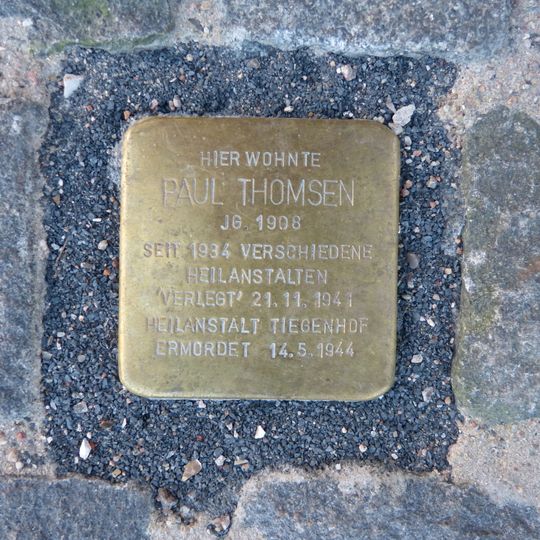 HIER WOHNTE
PAUL THOMSEN
JG. 1908
SEIT 1934 VERSCHIEDENE
HEILANSTALTEN
'VERLEGT' 21.11.1941
HEILANSTALT TIEGENHOF
ERMORDET 14.5.1944